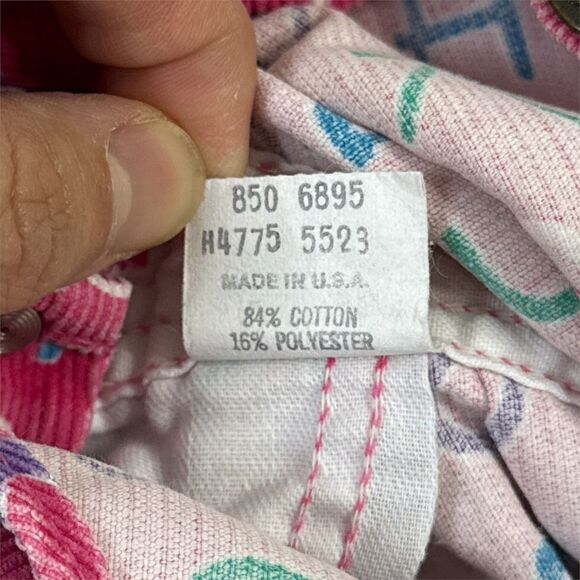 850 6895
H4775 5523
MADE IN U.S.A.
84% COTTON
16% POLYESTER